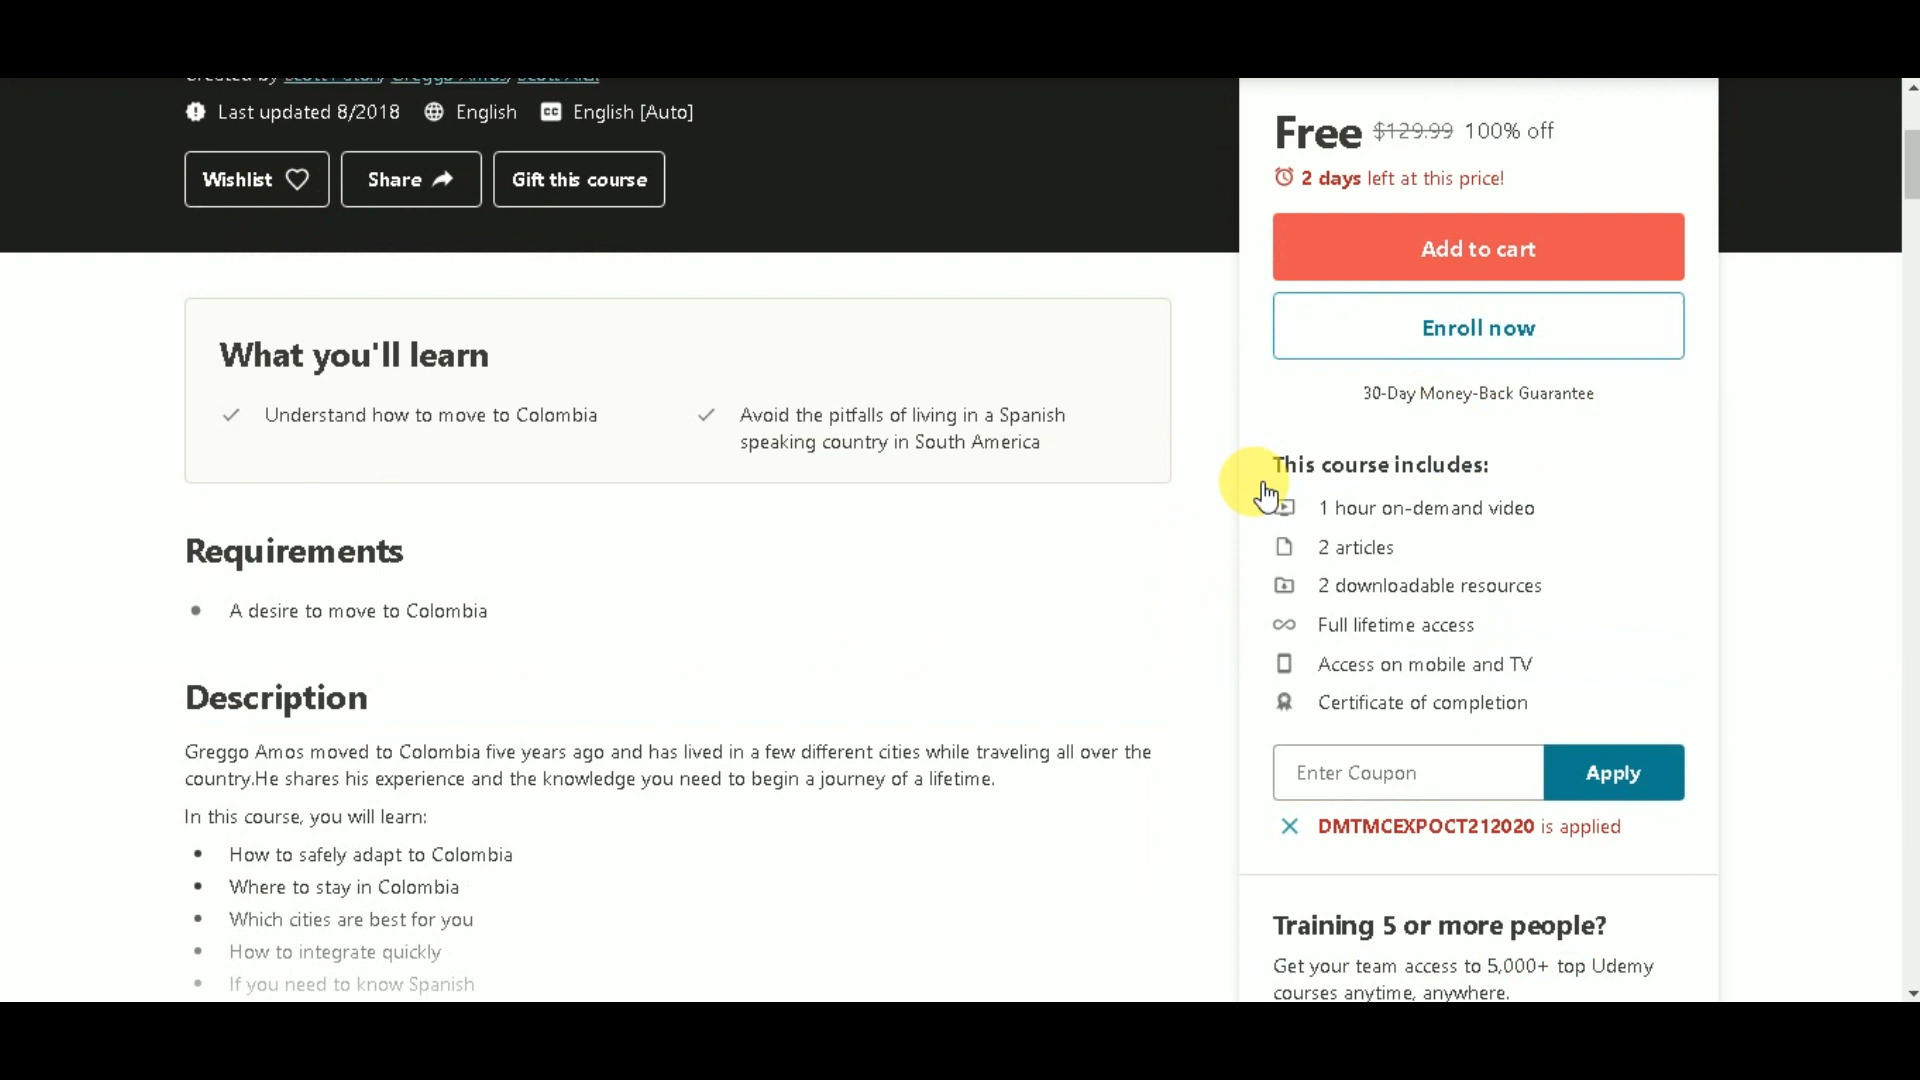 Last updated 8/2018 English CC English [Auto]
Wishlist Share Gift this course
What you'll learn
Understand how to move to Colombia
Avoid the pitfalls of living in a Spanish
speaking country in South America
Requirements
A desire to move to Colombia
Description
Greggo Amos moved to Colombia five years ago and has lived in a few different cities while traveling all over the
country.He shares his experience and the knowledge you need to begin a journey of a lifetime.
In this course, you will learn:
How to safely adapt to Colombia
Where to stay in Colombia
Which cities are best for you
How to integrate quickly
If you need to know Spanish
Free $129.99 100% off
2 days left at this price!
Add to cart
Enroll now
30-Day Money-Back Guarantee
This course includes:
1 hour on-demand video
2 articles
2 downloadable resources
Full lifetime access
Access on mobile and TV
Certificate of completion
Enter Coupon Apply
DMTMCEXPOCT212020 is applied
Training 5 or more people?
Get your team access to 5,000+ top Udemy
courses anytime, anywhere.